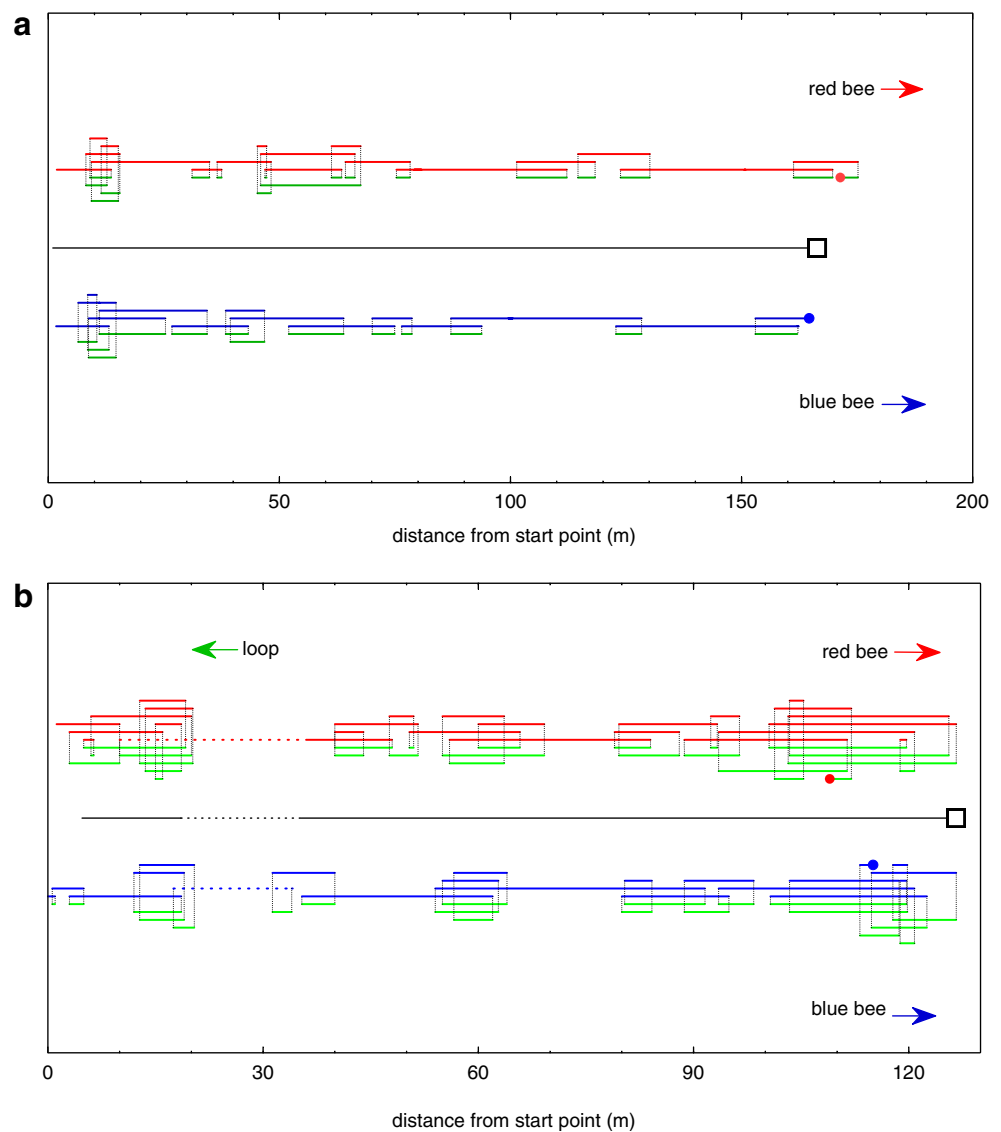 a
red bee
blue bee
0 50 100 150 200
distance from start point (m)
b
loop
red bee
blue bee
0 30 60 90 120
distance from start point (m)